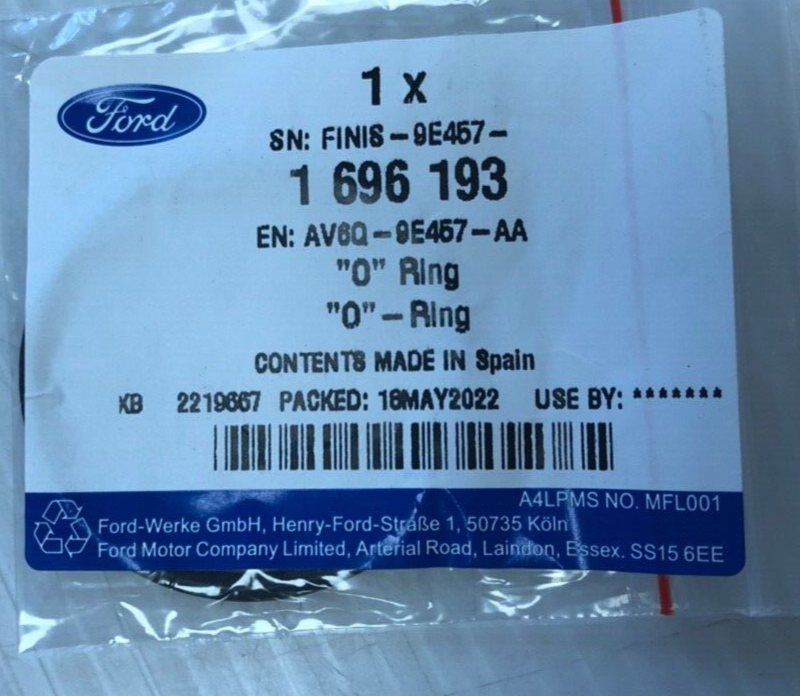 Ford
1 x
SN: FINIS-9E457-
1 696 193
EN: AV6Q-9E457-AA
"O" Ring
"O"-Ring
CONTENTS MADE IN Spain
KB 2219667 PACKED: 18MAY2022 USE BY: *******
A4LPMS NO. MFL001
Ford-Werke GmbH, Henry-Ford-Straße 1, 50735 Köln
Ford Motor Company Limited, Arterial Road, Laindon, Essex. SS15 6EE